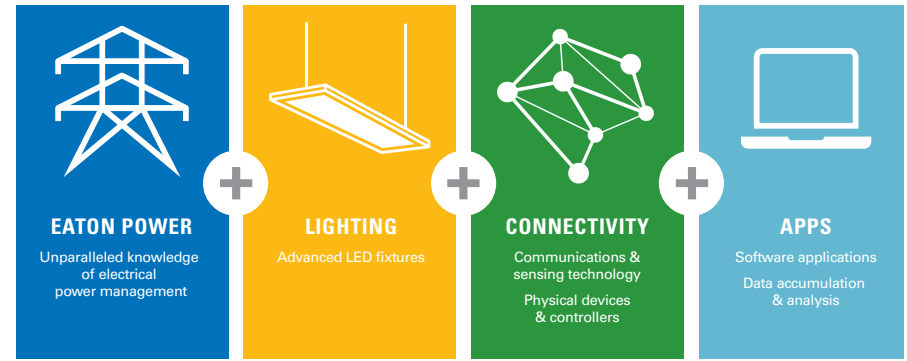 EATON POWER
Unparalleled knowledge
of electrical
power management
LIGHTING
Advanced LED fixtures
CONNECTIVITY
Communications &
sensing technology
Physical devices
& controllers
APPS
Software applications
Data accumulation
& analysis